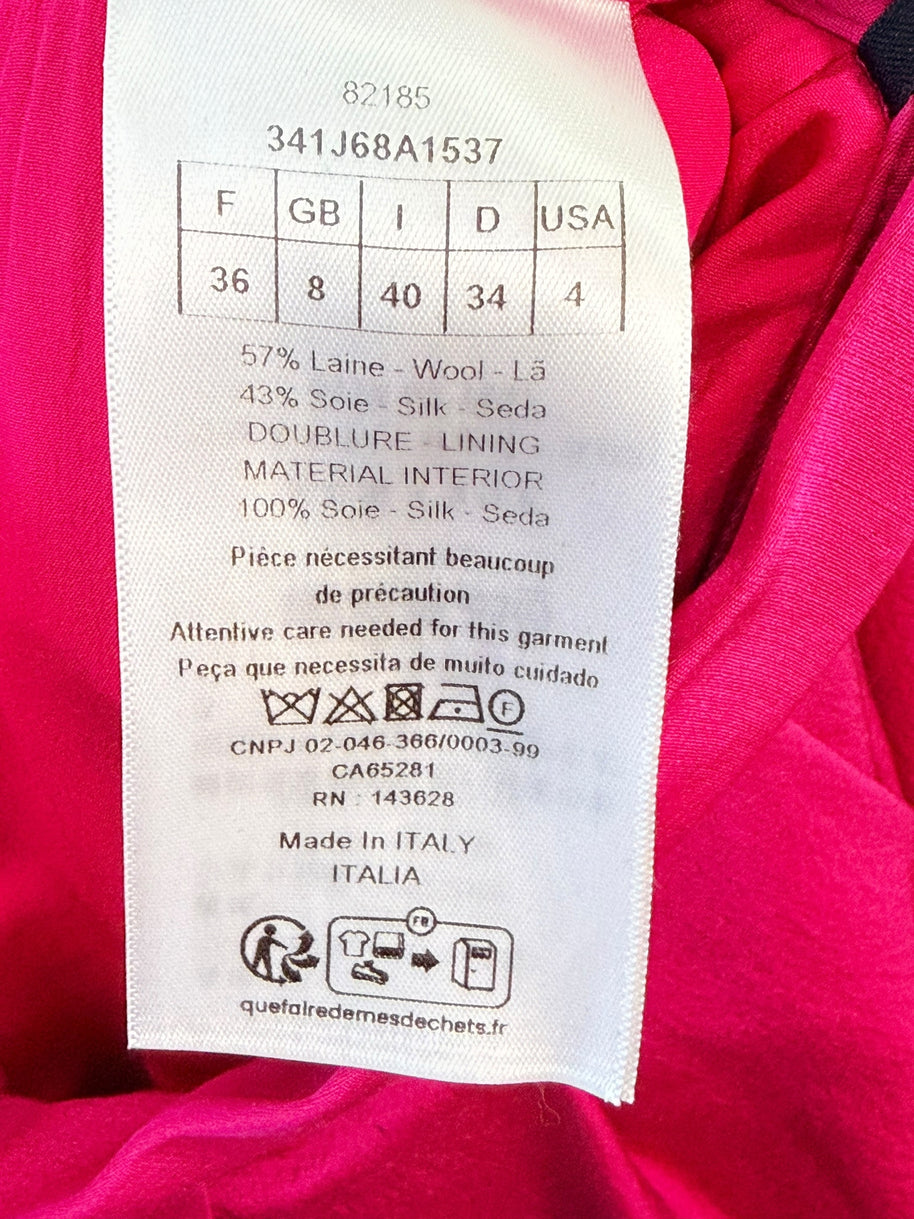 82185
341J68A1537
F GB I D USA
36 8 40 34 4
57% Laine - Wool - Lã
43% Soie - Silk - Seda
DOUBLURE - LINING
MATERIAL INTERIOR
100% Soie - Silk - Seda
Pièce nécessitant beaucoup
de précaution
Attentive care needed for this garment
Peça que necessita de muito cuidado
F
CNPJ 02-046-366/0003-99
CA65281
RN : 143628
Made In ITALY
ITALIA
FR
quefairedemesdechets.fr